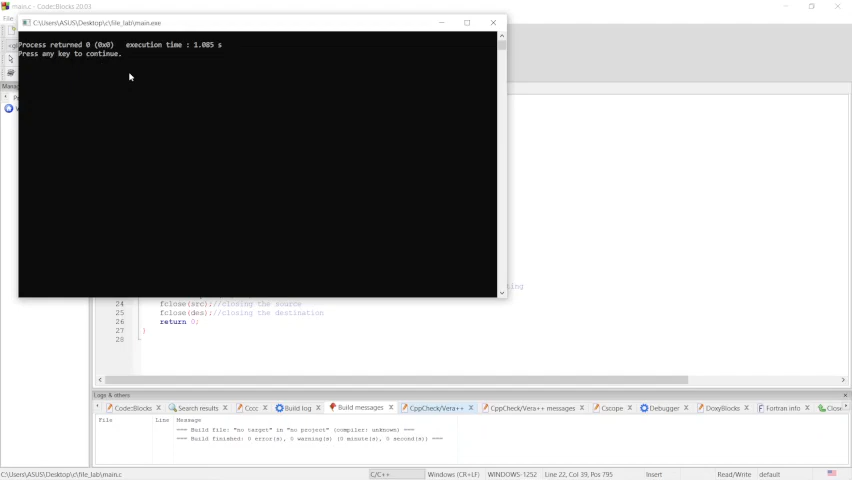 main.c - Code::Blocks 20.03
File
C:\Users\ASUS\Desktop\c\file_lab\main.exe
Process returned 0 (0x0)   execution time : 1.085 s
Press any key to continue.
24 fclose(src);//closing the source
25 fclose(des);//closing the destination
26 return 0;
27 }
28
Logs & others
Code::Blocks
Search results
Cccc
Build log
Build messages
CppCheck/Vera++
CppCheck/Vera++ messages
Cscope
Debugger
DoxyBlocks
Fortran info
File Line Message
=== Build file: "no target" in "no project" (compiler: unknown) ===
=== Build finished: 0 error(s), 0 warning(s) (0 minute(s), 0 second(s)) ===
C:\Users\ASUS\Desktop\c\file_lab\main.c C/C++ Windows (CR+LF) WINDOWS-1252 Line 22, Col 39, Pos 795 Insert Read/Write default